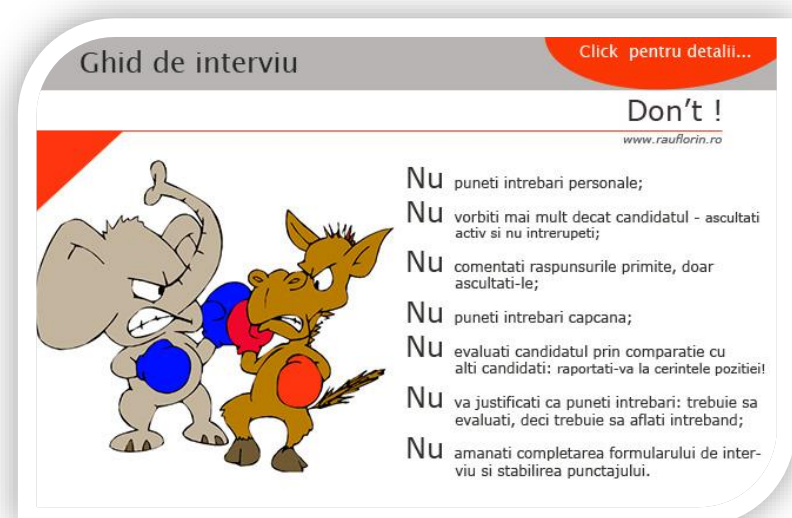 Ghid de interviu
Click pentru detalii...
Don't !
www.rauflorin.ro
Nu puneti intrebari personale;
Nu vorbiti mai mult decat candidatul - ascultati
activ si nu intrerupeti;
Nu comentati raspunsurile primite, doar
ascultati-le;
Nu puneti intrebari capcana;
Nu evaluati candidatul prin comparatie cu
alti candidati: raportati-va la cerintele pozitiei!
Nu va justificati ca puneti intrebari: trebuie sa
evaluati, deci trebuie sa aflati intreband;
Nu amanati completarea formularului de inter-
viu si stabilirea punctajului.